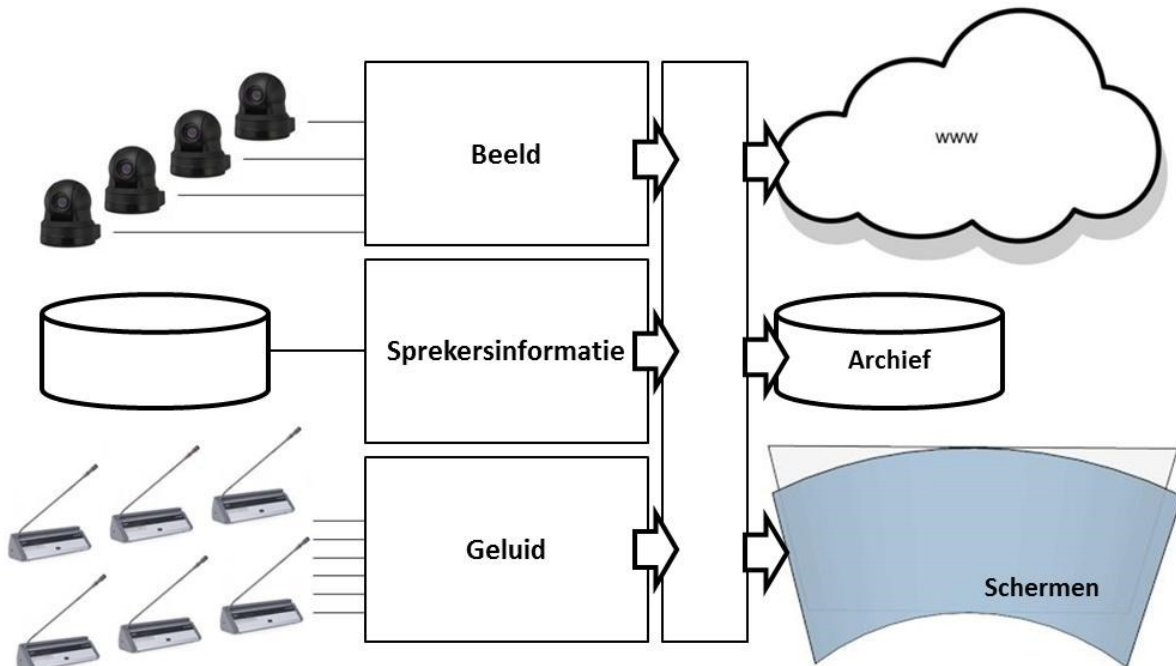 Beeld
www
Sprekersinformatie
Archief
Geluid
Schermen